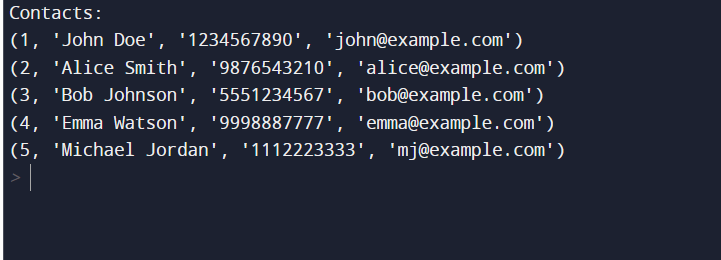 Contacts:
(1, 'John Doe', '1234567890', 'john@example.com')
(2, 'Alice Smith', '9876543210', 'alice@example.com')
(3, 'Bob Johnson', '5551234567', 'bob@example.com')
(4, 'Emma Watson', '9998887777', 'emma@example.com')
(5, 'Michael Jordan', '1112223333', 'mj@example.com')
>